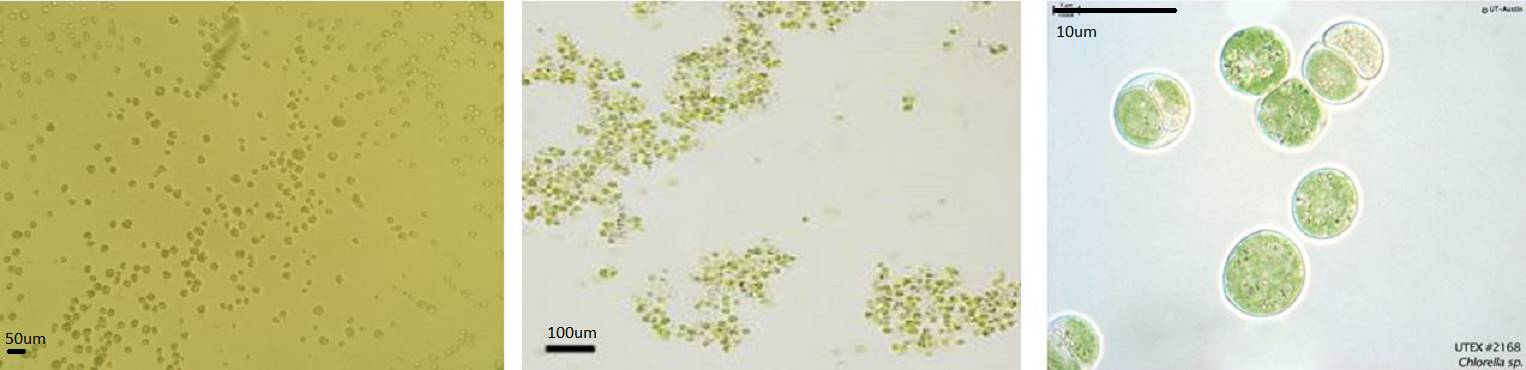 50um
100um
10um
© UT-Austin
UTEX #2168
Chlorella sp.